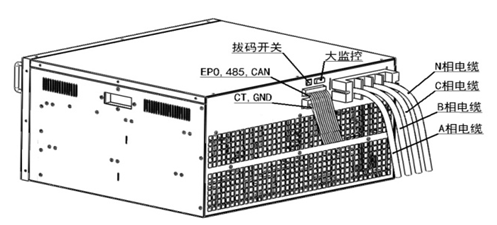 拔码开关
大监控
EPO, 485, CAN
CT, GND
N相电缆
C相电缆
B相电缆
A相电缆